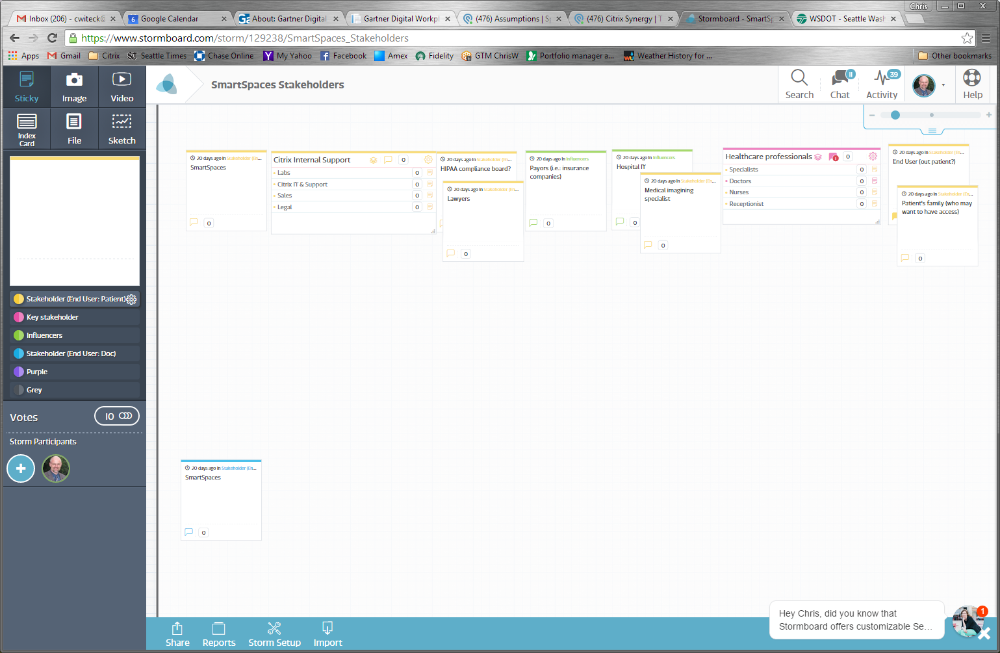 Chris
Inbox (206) - cwiteck@
Google Calendar
About: Gartner Digital
Gartner Digital Workpl
(476) Assumptions | Sp
(476) Citrix Synergy | T
Stormboard - SmartSp
WSDOT - Seattle Wash
https://www.stormboard.com/storm/129238/SmartSpaces_Stakeholders
Apps
Gmail
Citrix
Seattle Times
Chase Online
My Yahoo
Facebook
Amex
Fidelity
GTM ChrisW
Portfolio manager a...
Weather History for ...
Other bookmarks
Sticky
Image
Video
Index
Card
File
Sketch
SmartSpaces Stakeholders
Search
11
Chat
39
Activity
Help
20 days ago in Stakeholder (En...
SmartSpaces
0
Citrix Internal Support
0
Labs 0
Citrix IT & Support 0
Sales 0
Legal 0
20 days ago in Stakeholder (En...
HIPAA compliance board?
20 days ago in Stakeholder (En...
Lawyers
0
20 days ago in Influencers
Payors (i.e.: insurance
companies)
0
20 days ago in Influencers
Hospital IT
0
20 days ago in Stakeholder (En...
Medical imagining
specialist
0
Healthcare professionals
1
0
Specialists 0
Doctors 0
Nurses 0
Receptionist 0
20 days ago in Stakeholder (En...
End User (out patient?)
20 days ago in Stakeholder (En...
Patient's family (who may
want to have access)
0
Stakeholder (End User: Patient)
Key stakeholder
Influencers
Stakeholder (End User: Doc)
Purple
Grey
Votes
10
Storm Participants
20 days ago in Stakeholder (En...
SmartSpaces
0
Share
Reports
Storm Setup
Import
Hey Chris, did you know that
Stormboard offers customizable Se...
1